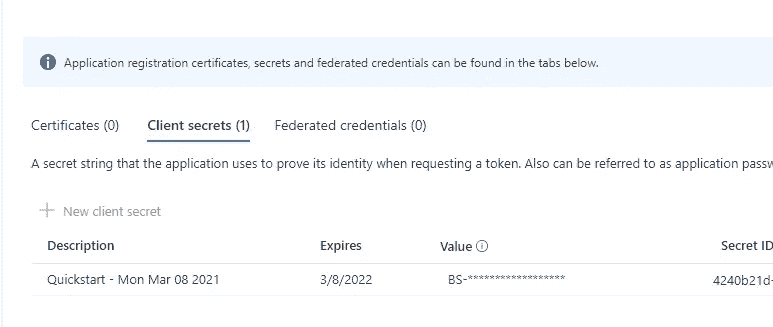 Application registration certificates, secrets and federated credentials can be found in the tabs below.
Certificates (0) Client secrets (1) Federated credentials (0)
A secret string that the application uses to prove its identity when requesting a token. Also can be referred to as application
New client secret
Description Expires Value Secret ID
Quickstart - Mon Mar 08 2021 3/8/2022 BS-****************** 4240b21d-